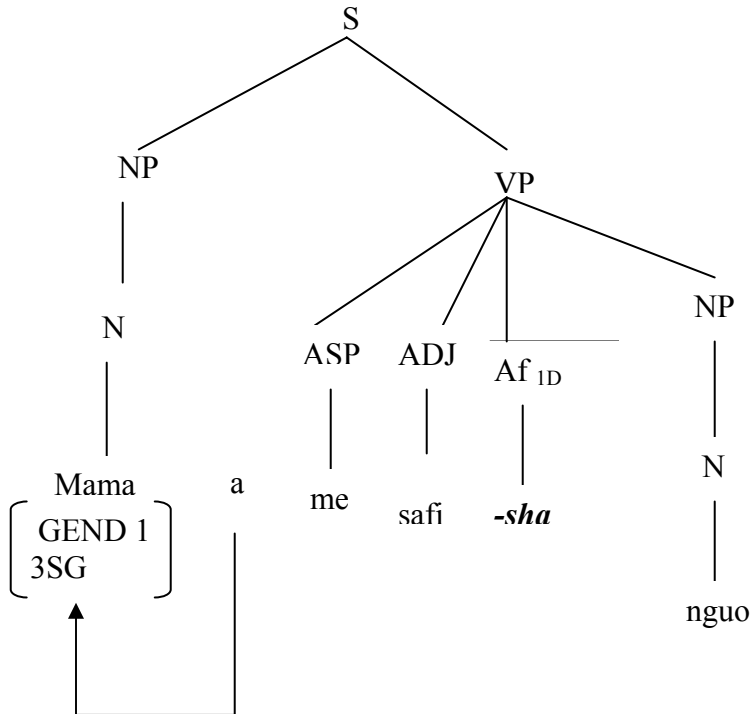 S
NP
VP
N
NP
ASP ADJ Af 1D
N
Mama a
me safi -sha
GEND 1
3SG
nguo